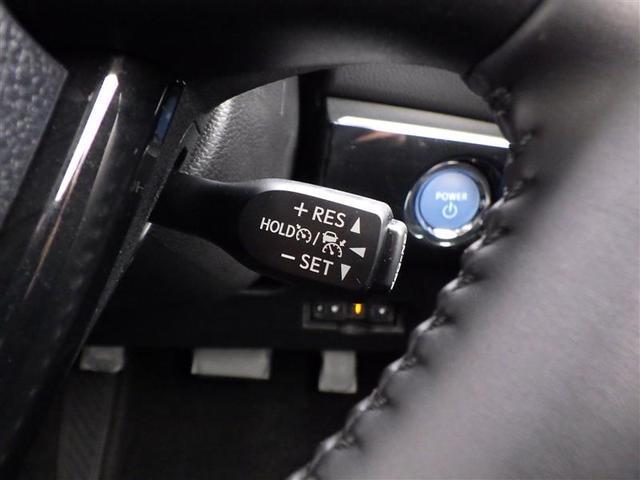 +RES▲
HOLD / ◀
−SET▼
POWER